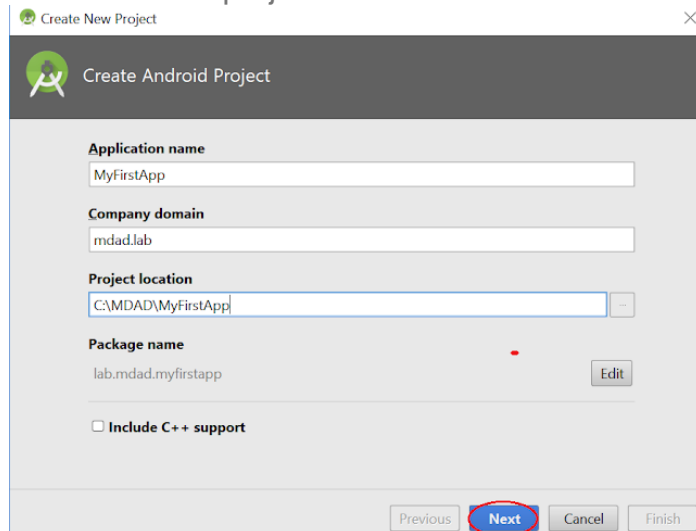 Create New Project
Create Android Project
Application name
MyFirstApp
Company domain
mdad.lab
Project location
C:\MDAD\MyFirstApp
Package name
lab.mdad.myfirstapp
Edit
Include C++ support
Previous Next Cancel Finish